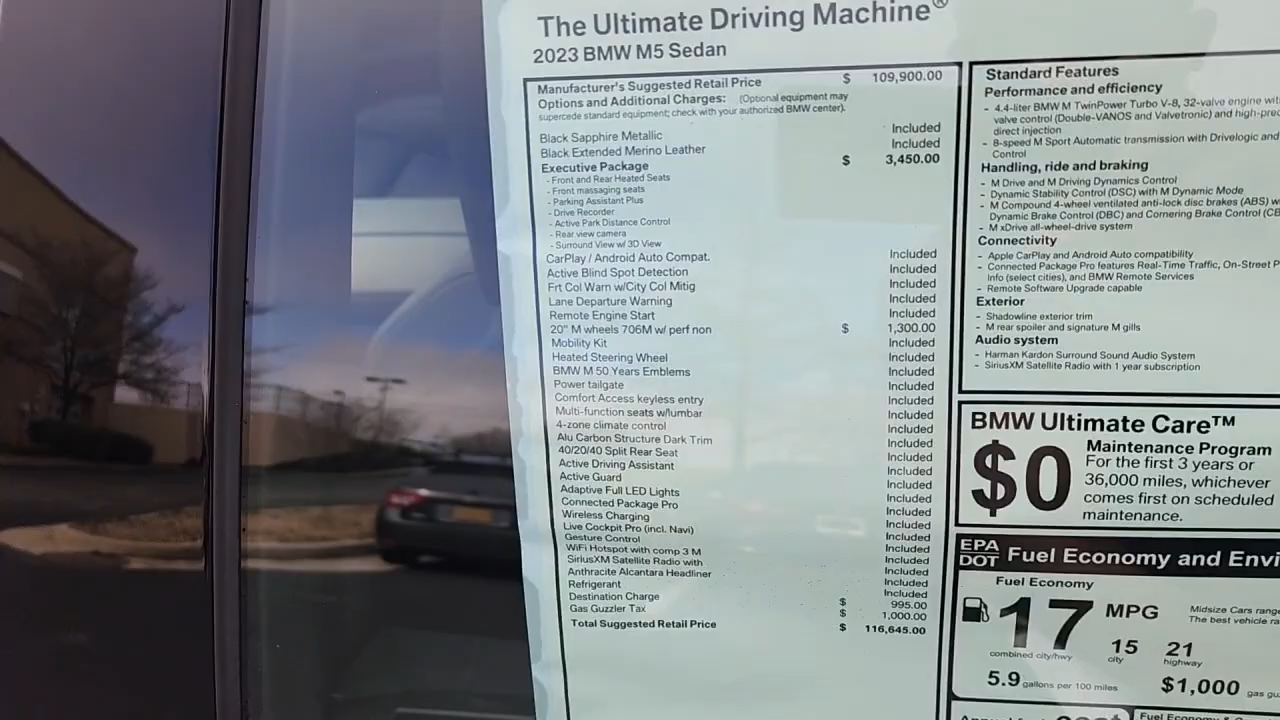 The Ultimate Driving Machine®
2023 BMW M5 Sedan
Manufacturer's Suggested Retail Price $ 109,900.00
Options and Additional Charges: (Optional equipment may
supercede standard equipment; check with your authorized BMW center).
Black Sapphire Metallic Included
Black Extended Merino Leather Included
Executive Package $ 3,450.00
- Front and Rear Heated Seats
- Front massaging seats
- Parking Assistant Plus
- Drive Recorder
- Active Park Distance Control
- Rear view camera
- Surround View w/ 3D View
CarPlay / Android Auto Compat. Included
Active Blind Spot Detection Included
Frt Col Warn w/City Col Mitig Included
Lane Departure Warning Included
Remote Engine Start Included
20" M wheels 706M w/ perf non $ 1,300.00
Mobility Kit Included
Heated Steering Wheel Included
BMW M 50 Years Emblems Included
Power tailgate Included
Comfort Access keyless entry Included
Multi-function seats w/lumbar Included
4-zone climate control Included
Alu Carbon Structure Dark Trim Included
40/20/40 Split Rear Seat Included
Active Driving Assistant Included
Active Guard Included
Adaptive Full LED Lights Included
Connected Package Pro Included
Wireless Charging Included
Live Cockpit Pro (incl. Navi) Included
Gesture Control Included
WiFi Hotspot with comp 3 M Included
SiriusXM Satellite Radio with Included
Anthracite Alcantara Headliner Included
Refrigerant Included
Destination Charge $ 995.00
Gas Guzzler Tax $ 1,000.00
Total Suggested Retail Price $ 116,645.00
Standard Features
Performance and efficiency
- 4.4-liter BMW M TwinPower Turbo V-8, 32-valve engine
valve control (Double-VANOS and Valvetronic) and
direct injection
- 8-speed M Sport Automatic transmission with Drivelogic and
Control
Handling, ride and braking
- M Drive and M Driving Dynamics Control
- Dynamic Stability Control (DSC) with M Dynamic Mode
- M Compound 4-wheel ventilated anti-lock disc brakes (ABS)
Dynamic Brake Control (DBC) and Cornering Brake Control
- M xDrive all-wheel-drive system
Connectivity
- Apple CarPlay and Android Auto compatibility
- Connected Package Pro features Real-Time Traffic, On-Street
Info (select cities), and BMW Remote Services
- Remote Software Upgrade capable
Exterior
- Shadowline exterior trim
- M rear spoiler and signature M gills
Audio system
- Harman Kardon Surround Sound Audio System
- SiriusXM Satellite Radio with 1 year subscription
BMW Ultimate Care™
$0 Maintenance Program
For the first 3 years or
36,000 miles, whichever
comes first on scheduled
maintenance.
EPA
DOT Fuel Economy and
Fuel Economy
17 MPG
combined city/hwy
15 city
21 highway
Midsize Cars
The best vehicle
5.9 gallons per 100 miles
$1,000 gas